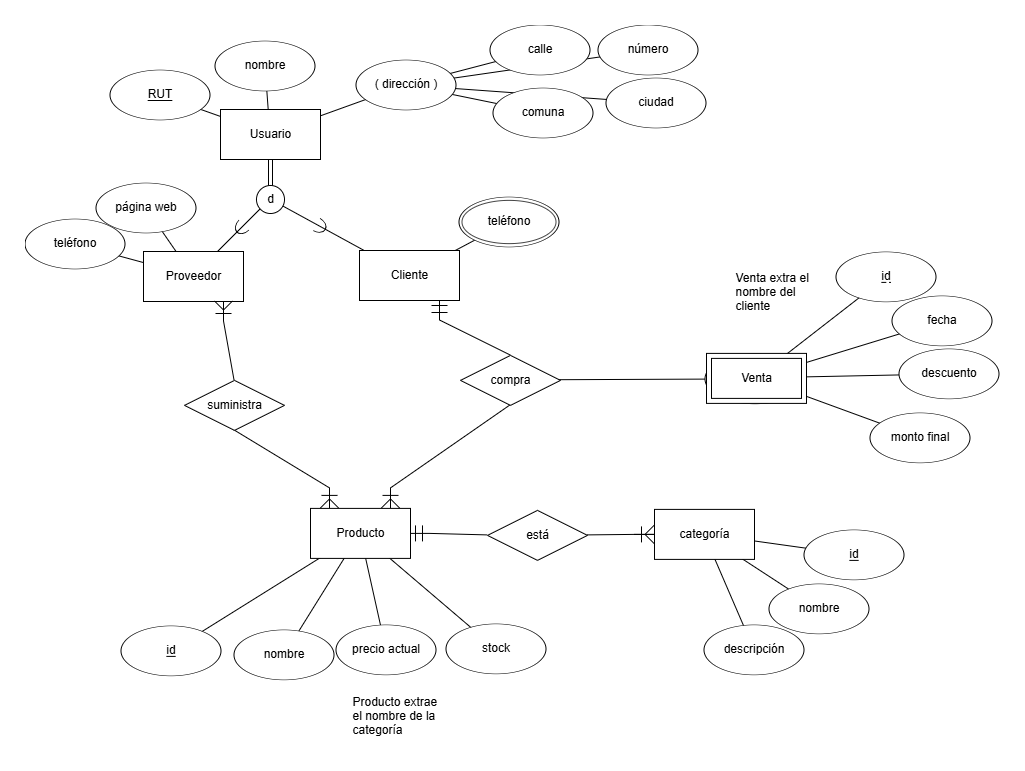 calle
número
nombre
( dirección )
RUT
ciudad
comuna
Usuario
d
página web
teléfono
teléfono
Proveedor
Cliente
Venta extra el
nombre del
cliente
id
fecha
descuento
compra
Venta
suministra
monto final
Producto
está
categoría
id
nombre
id
nombre
precio actual
stock
descripción
Producto extrae
el nombre de la
categoría